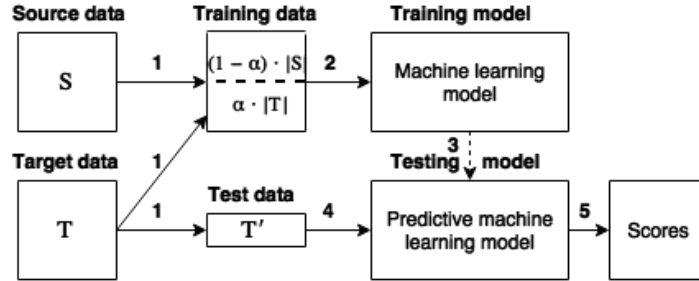 Source data
Training data
Training model
S
1
(1 − α) · |S|
α · |T|
2
Machine learning
model
1
3
Target data
Testing model
T
1
Test data
T′
4
Predictive machine
learning model
5
Scores